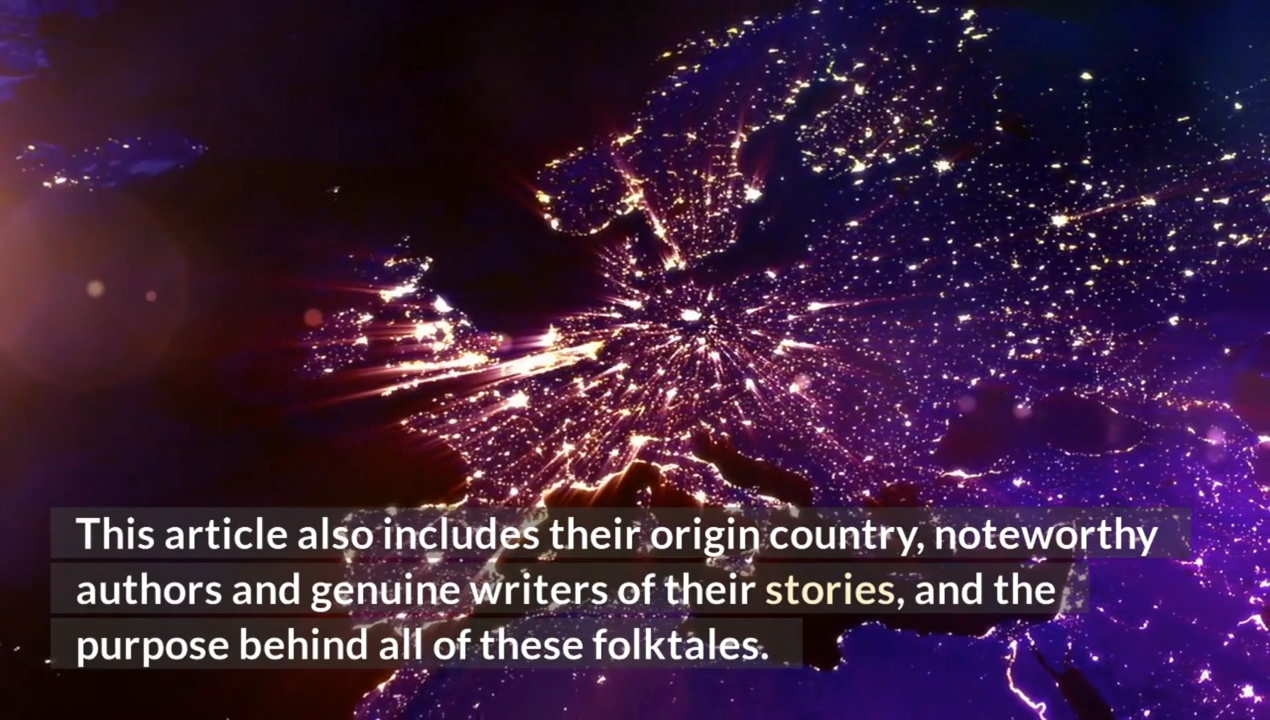 This article also includes their origin country, noteworthy
authors and genuine writers of their stories, and the
purpose behind all of these folktales.